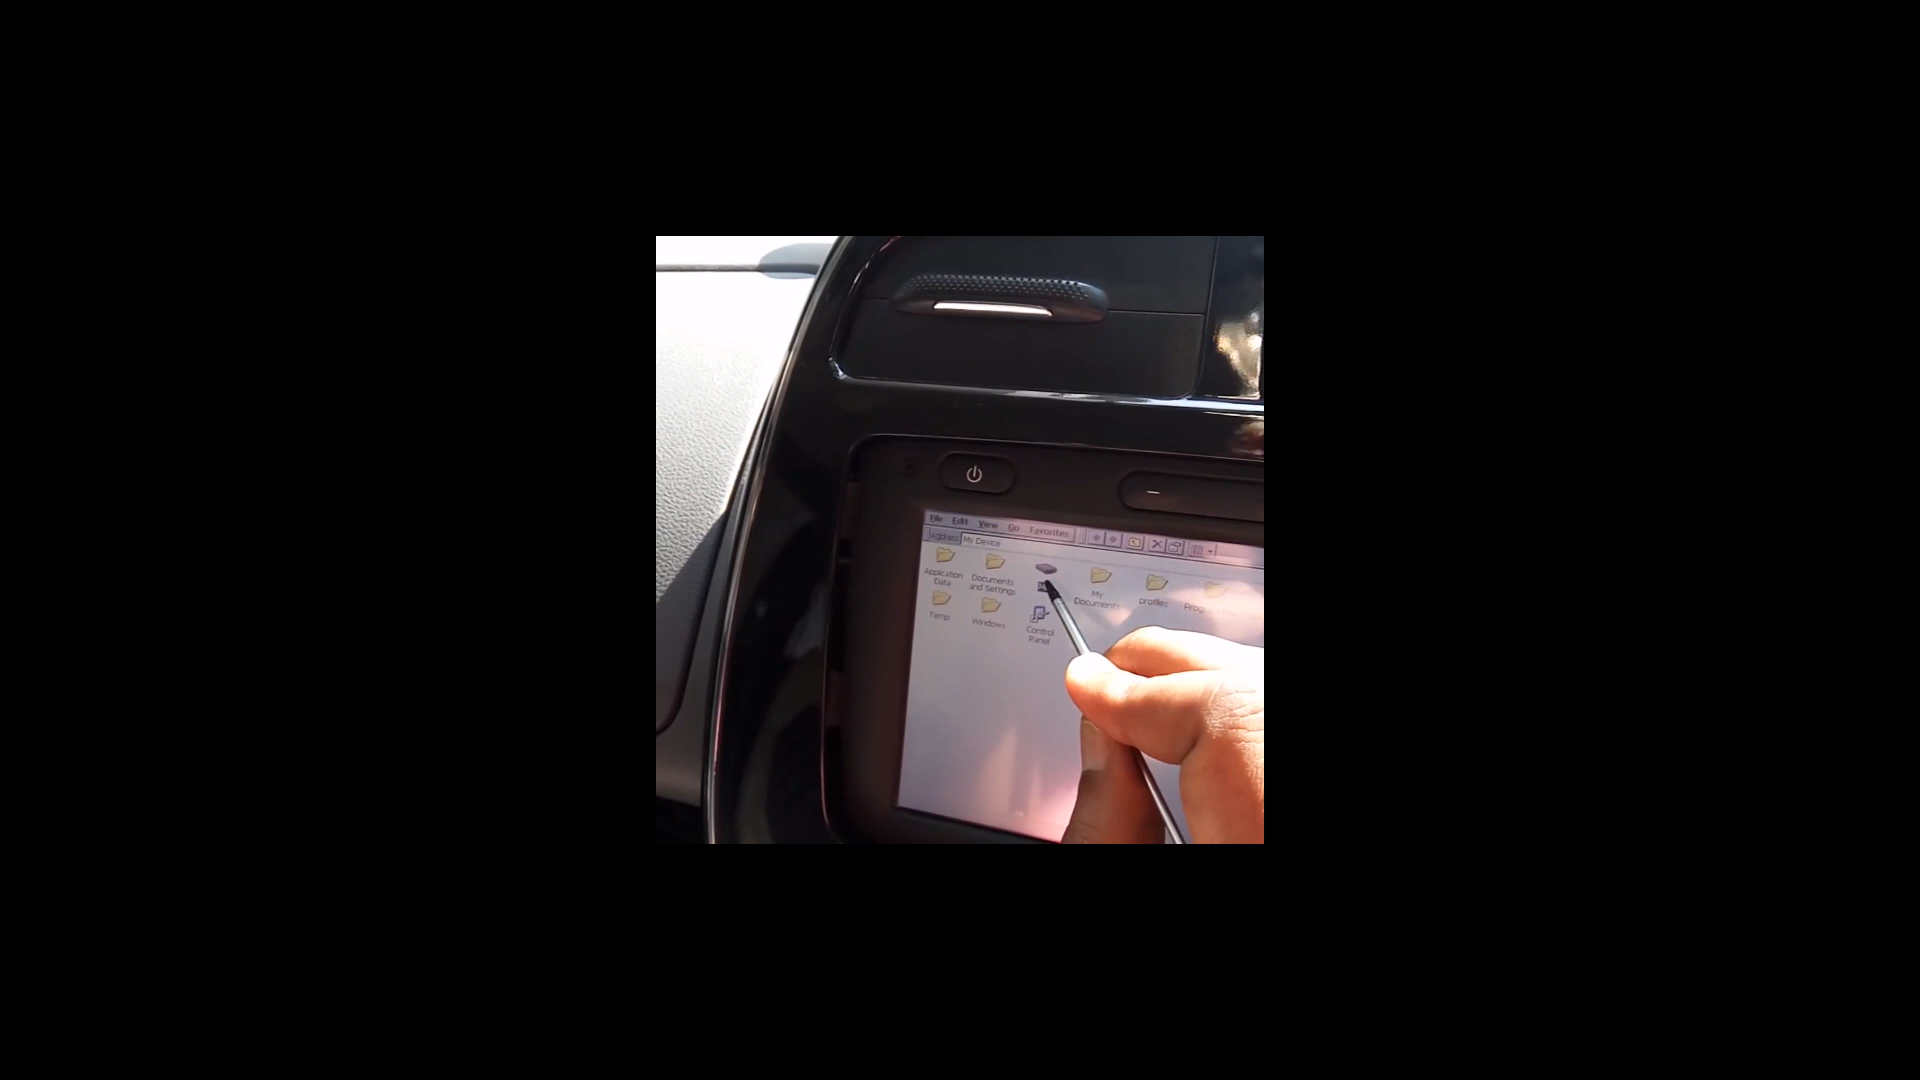 File Edit View Go Favorites
Address My Device
Application Data
Documents and Settings
My Documents
profiles
Temp
Windows
Control Panel